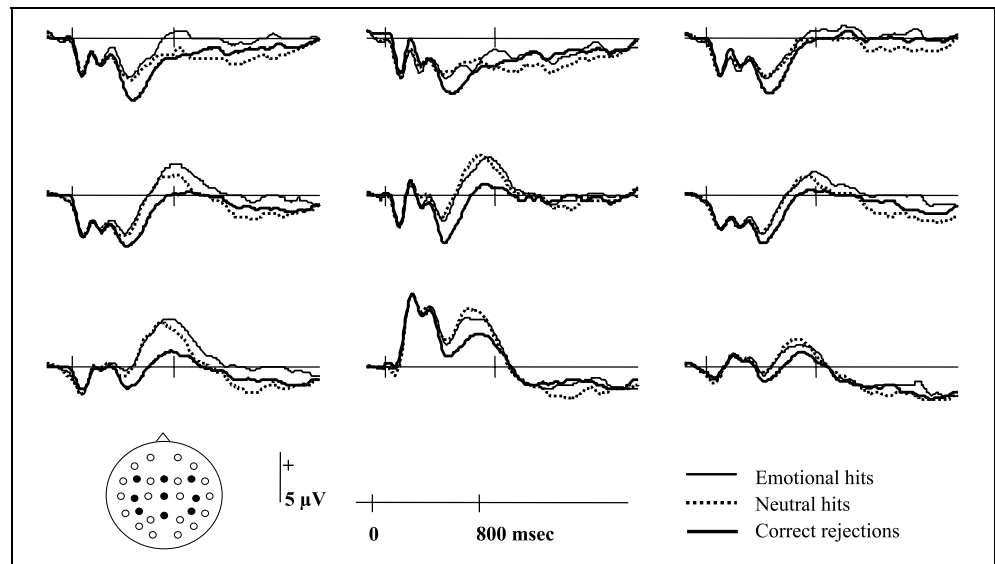 +
5 µV
0 800 msec
Emotional hits
Neutral hits
Correct rejections